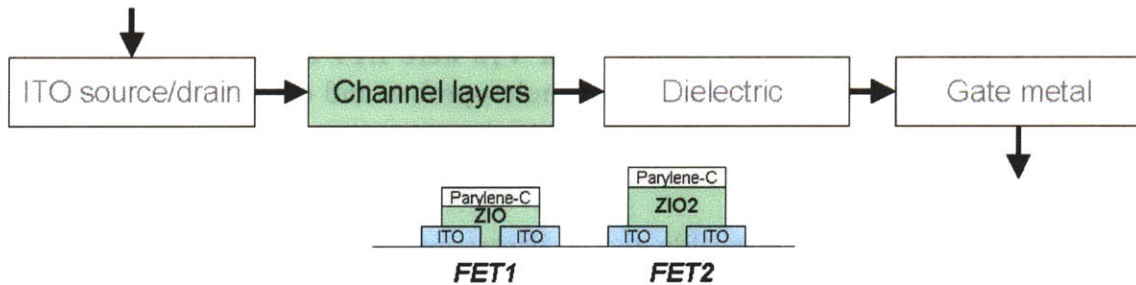 ITO source/drain
Channel layers
Dielectric
Gate metal
Parylene-C
ZIO
ITO
ITO
FET1
Parylene-C
ZIO2
ITO
ITO
FET2